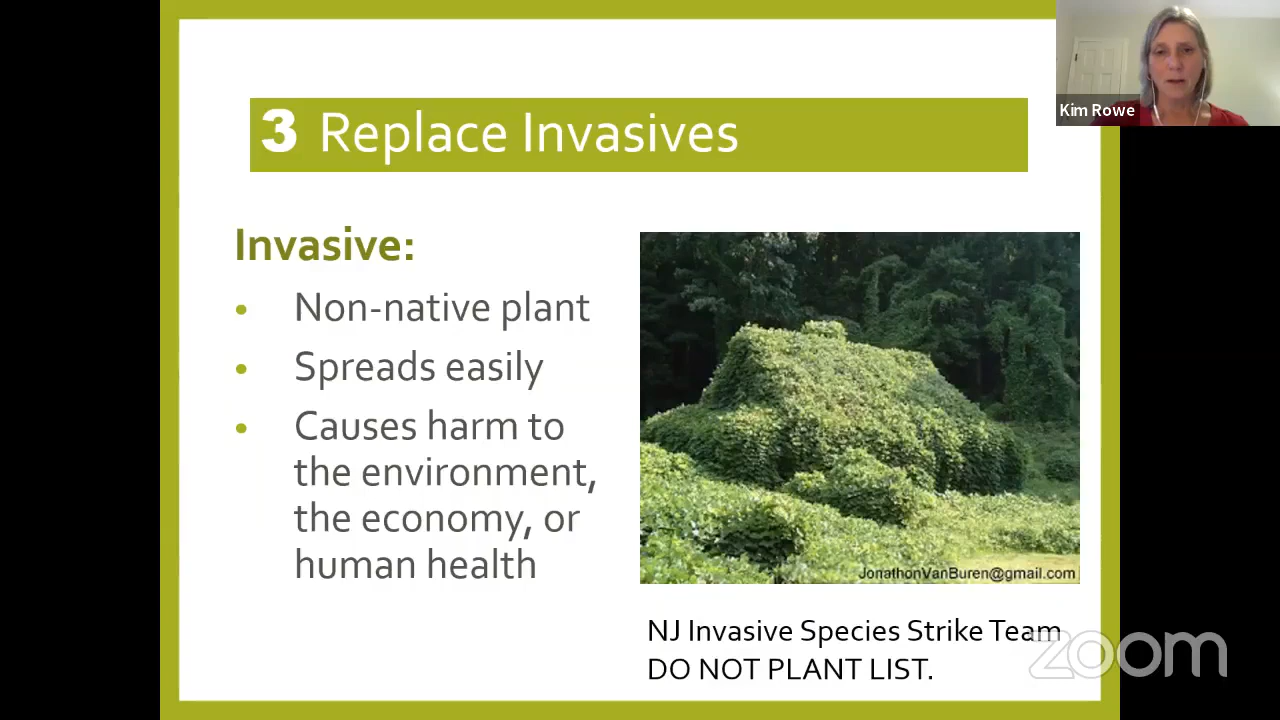 3 Replace Invasives
Kim Rowe
Invasive:
• Non-native plant
• Spreads easily
• Causes harm to
the environment,
the economy, or
human health
JonathonVanBuren@gmail.com
NJ Invasive Species Strike Team
DO NOT PLANT LIST.
zoom